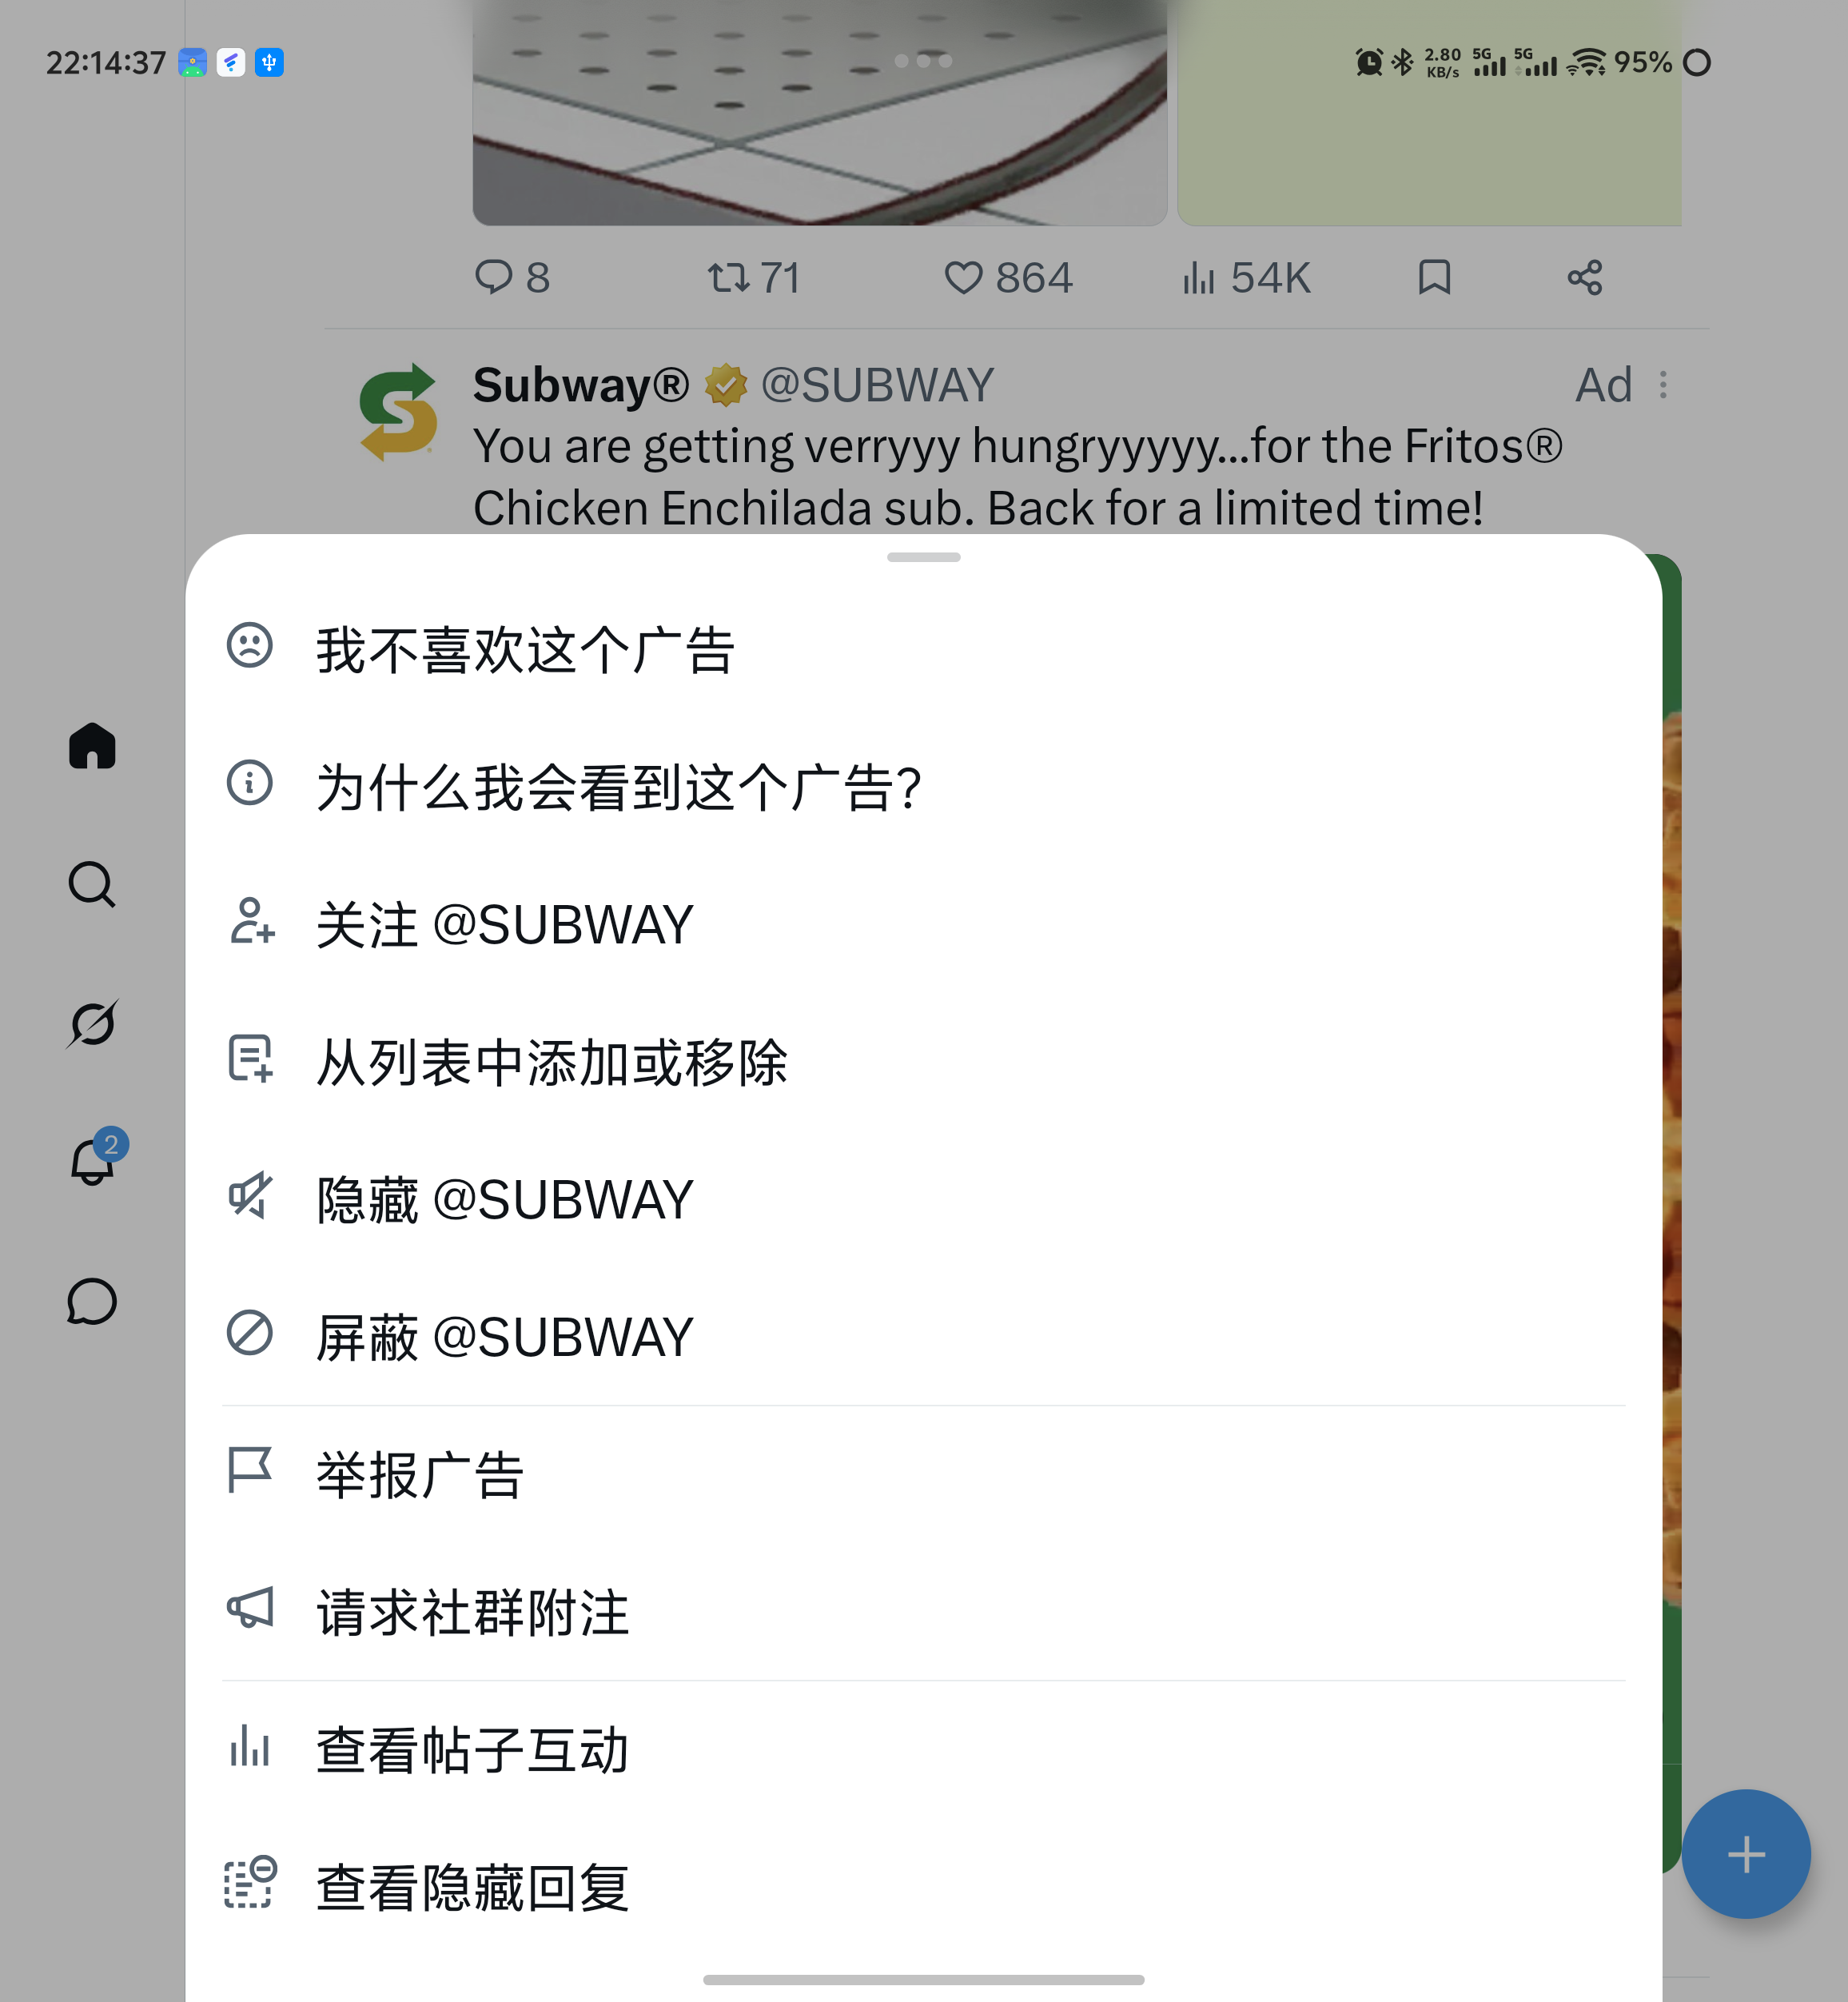 22:14:37
2.80 KB/s 5G 5G 95%
8 71 864 54K
Subway® @SUBWAY Ad
You are getting verryyy hungryyyyy...for the Fritos®
Chicken Enchilada sub. Back for a limited time!
我不喜欢这个广告
为什么我会看到这个广告?
关注 @SUBWAY
从列表中添加或移除
2
隐藏 @SUBWAY
屏蔽 @SUBWAY
举报广告
请求社群附注
查看帖子互动
查看隐藏回复